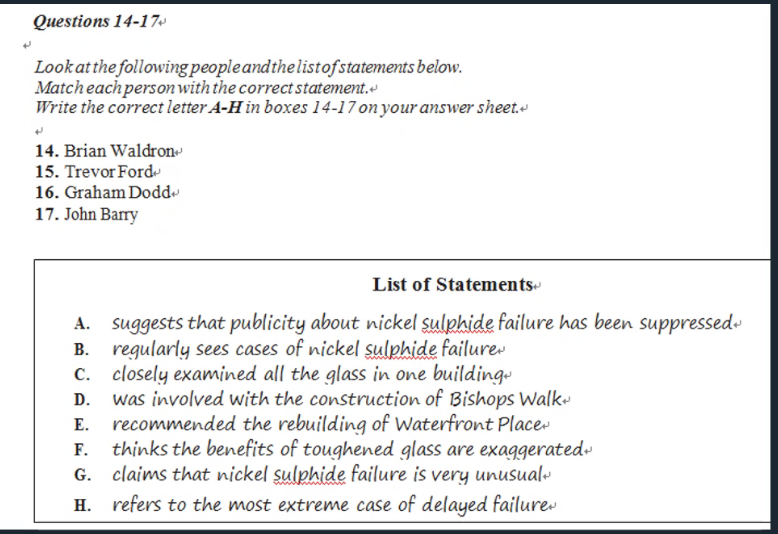 Questions 14-17
Look at the following people and the list of statements below.
Match each person with the correct statement.
Write the correct letter A-H in boxes 14-17 on your answer sheet.
14. Brian Waldron
15. Trevor Ford
16. Graham Dodd
17. John Barry
List of Statements
A. suggests that publicity about nickel sulphide failure has been suppressed
B. regularly sees cases of nickel sulphide failure
C. closely examined all the glass in one building
D. was involved with the construction of Bishops Walk
E. recommended the rebuilding of Waterfront Place
F. thinks the benefits of toughened glass are exaggerated
G. claims that nickel sulphide failure is very unusual
H. refers to the most extreme case of delayed failure